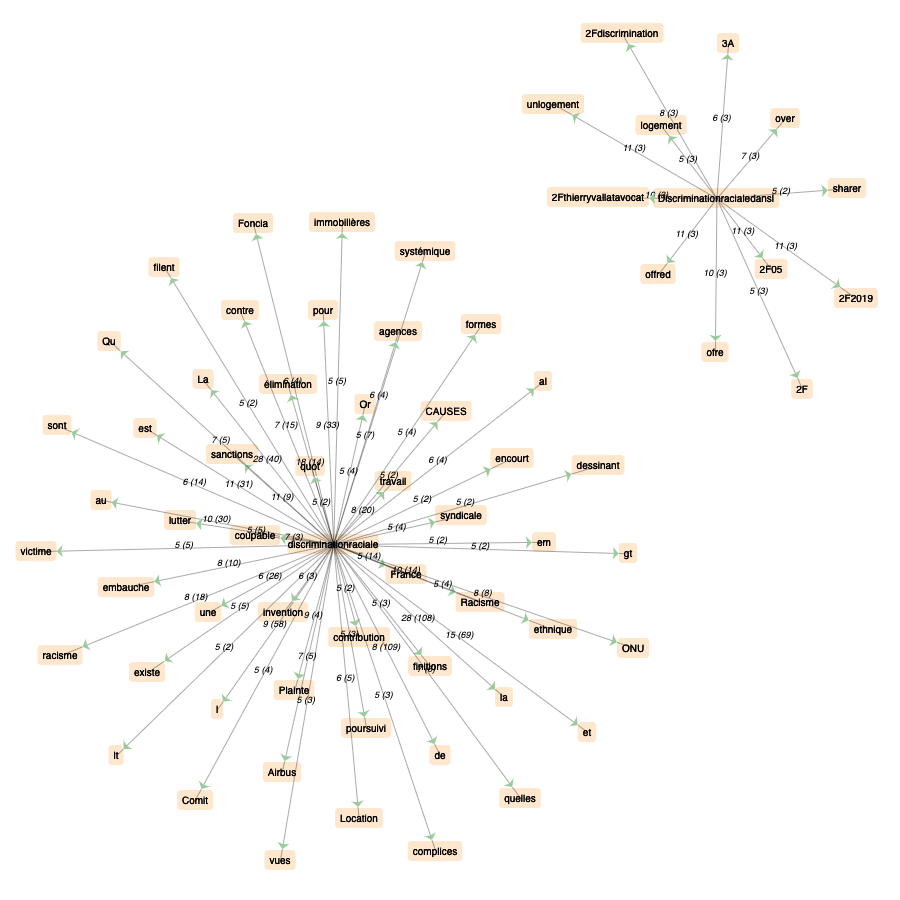 2Fdiscrimination
3A
unlogement
8 (3)
6 (3)
over
logement
11 (3)
5 (3)
7 (3)
5 (2)
sharer
2Fthierryvallatavocat
Discriminationracialedansl
11 (3)
11 (3)
11 (3)
offred
10 (3)
2F05
5 (3)
2F2019
ofre
2F
Foncia
immobilières
systémique
filent
contre
pour
formes
agences
Qu
La
élimination
6 (4)
5 (5)
6 (4)
al
5 (2)
Or
CAUSES
sont
est
7 (15)
9 (33)
5 (7)
5 (4)
7 (5)
sanctions
28 (40)
18 (14)
quot
6 (4)
encourt
dessinant
6 (14)
11 (31)
11 (9)
5 (4)
5 (2)
travail
au
5 (2)
8 (20)
5 (2)
5 (2)
lutter
10 (30)
5 (5)
coupable
7 (3)
syndicale
5 (4)
victime
5 (5)
discriminationraciale
5 (2)
5 (2)
em
gt
8 (10)
5 (14)
10 (14)
France
embauche
6 (26)
6 (3)
5 (2)
5 (4)
8 (8)
8 (18)
5 (5)
une
invention
9 (4)
5 (3)
Racisme
9 (58)
28 (108)
ethnique
racisme
5 (2)
contribution
15 (69)
ONU
8 (109)
existe
5 (4)
7 (5)
finitions
6 (5)
Plainte
5 (3)
5 (3)
la
I
poursuivi
et
lt
de
Airbus
Comit
quelles
Location
vues
complices